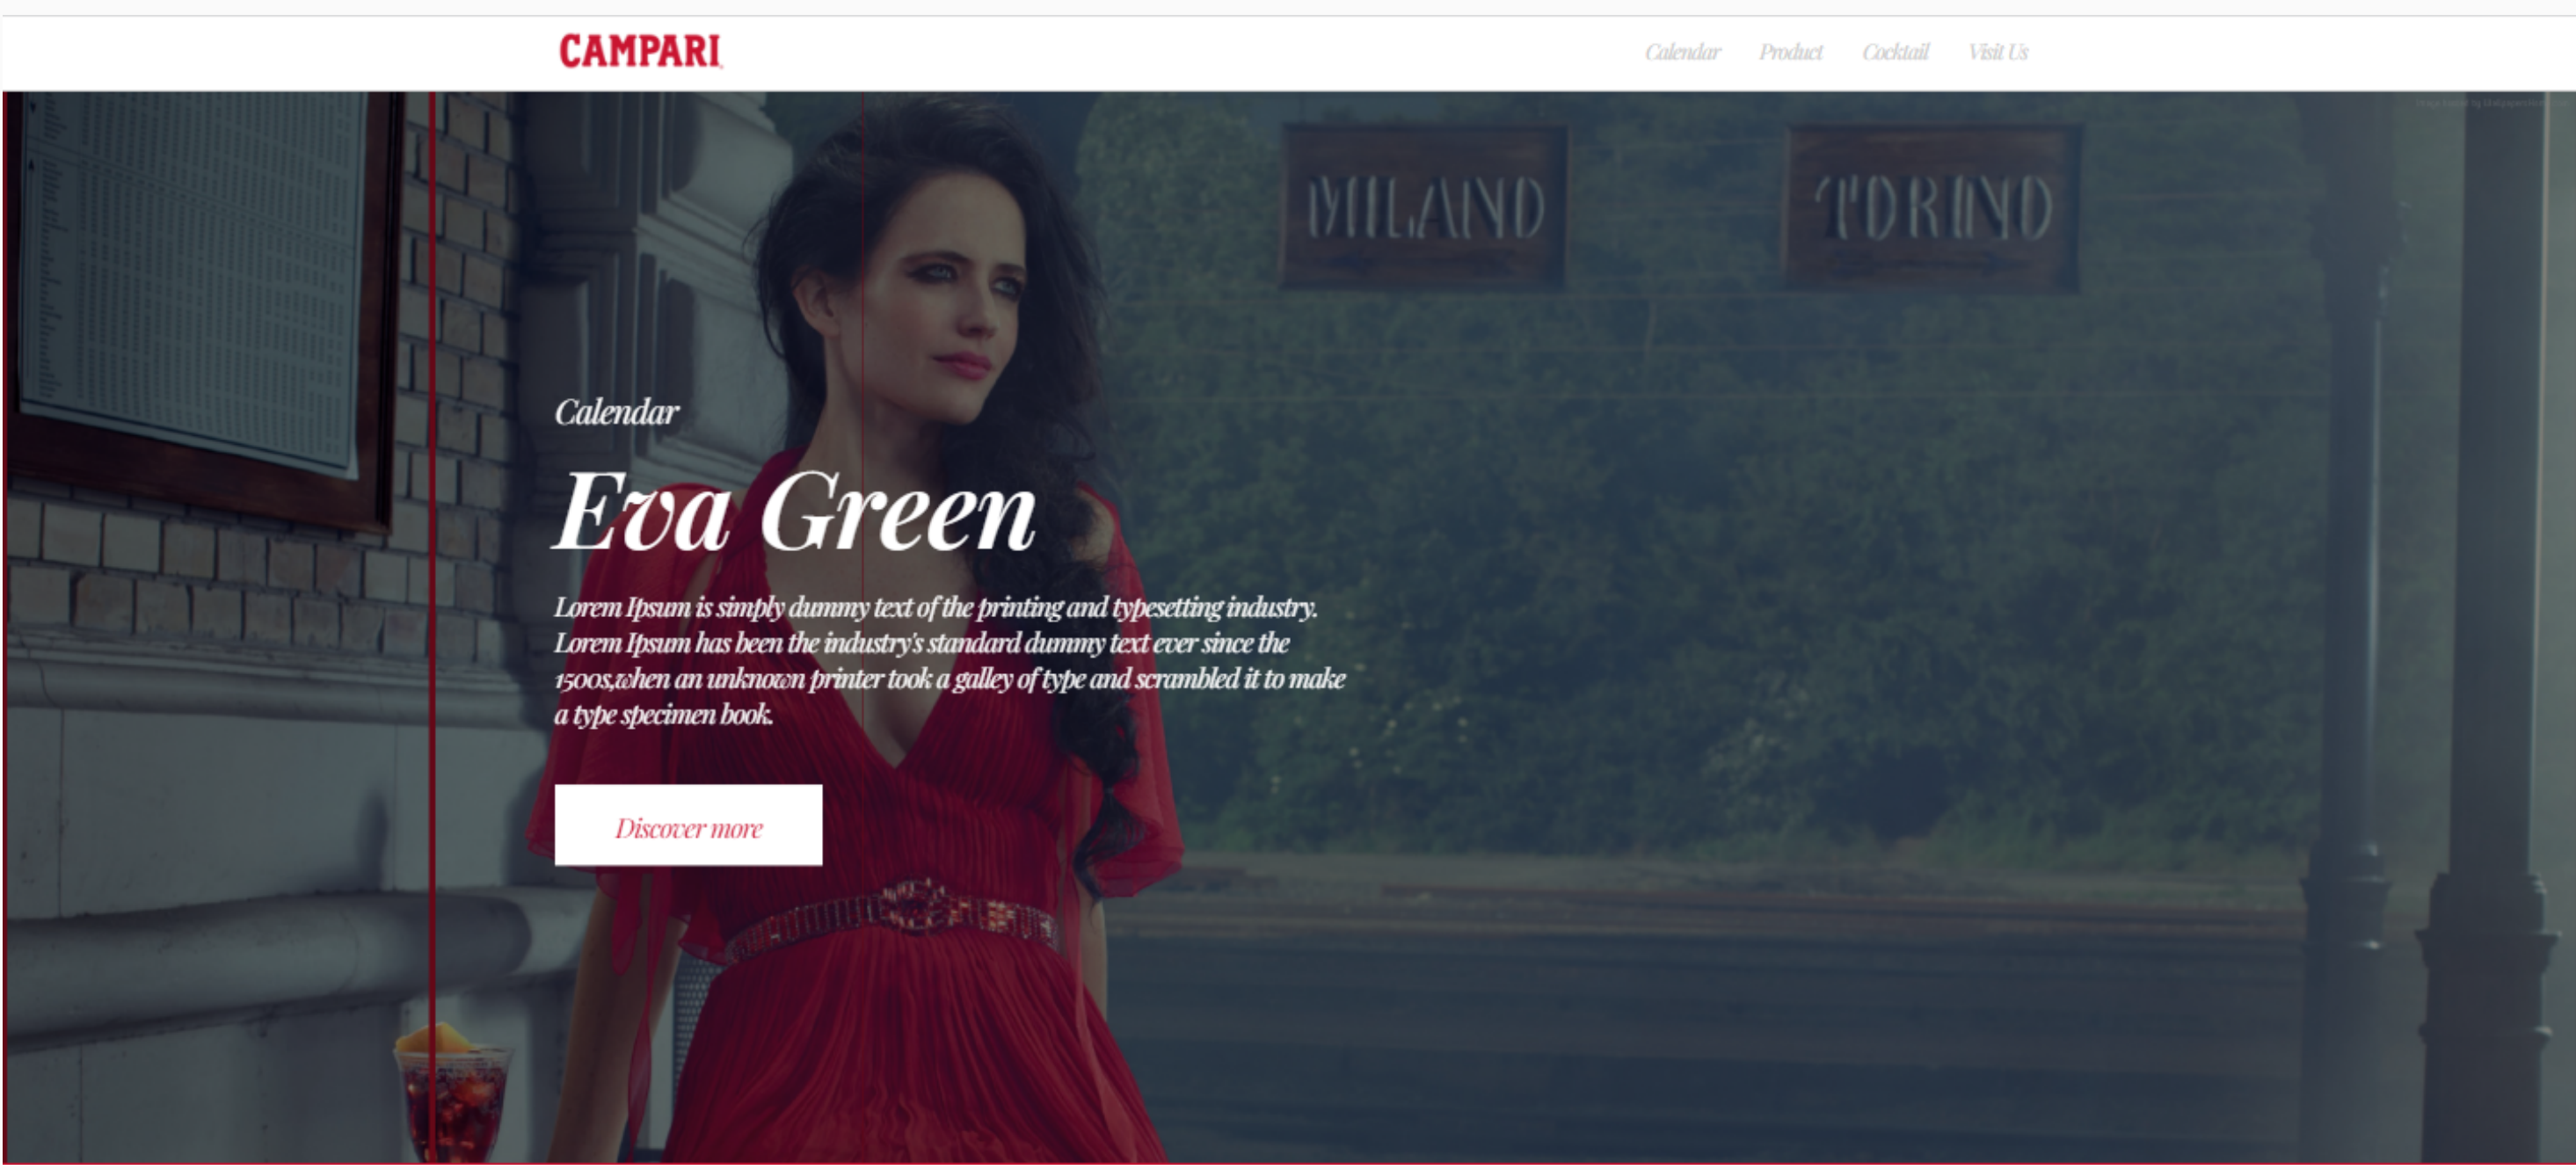 CAMPARI
Calendar Product Cocktail Visit Us
MILANO
TORINO
Calendar
Eva Green
Lorem Ipsum is simply dummy text of the printing and typesetting industry.
Lorem Ipsum has been the industry's standard dummy text ever since the
1500s,when an unknown printer took a galley of type and scrambled it to make
a type specimen book.
Discover more